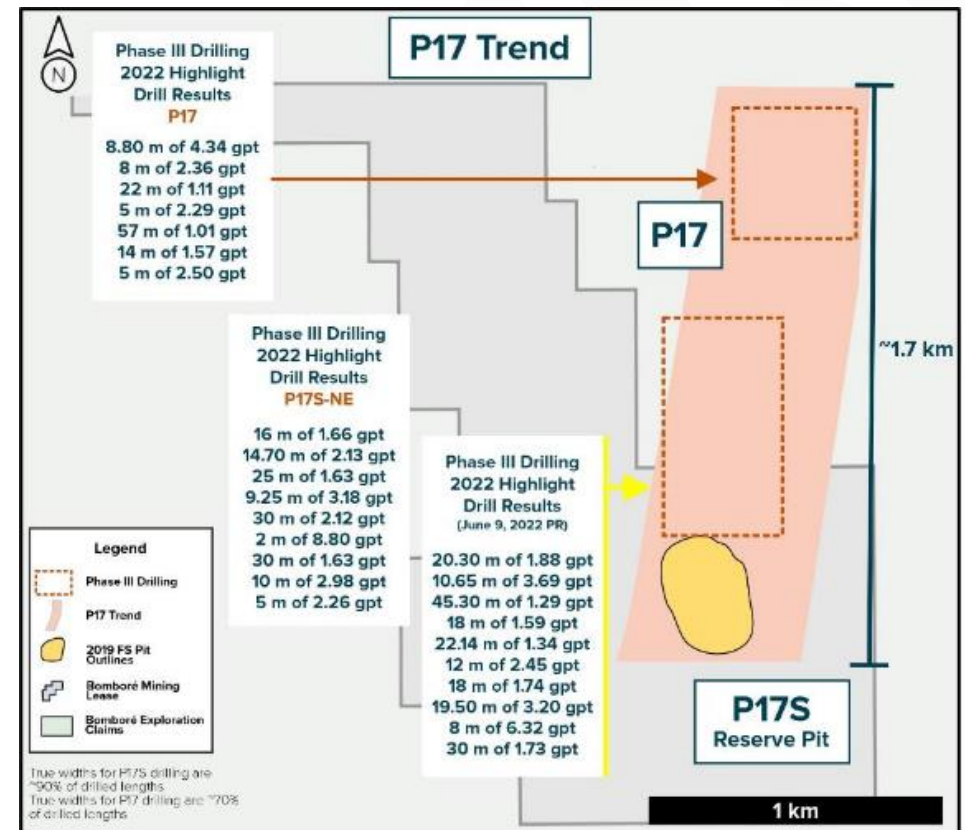 P17 Trend
N
Phase III Drilling
2022 Highlight
Drill Results
P17
8.80 m of 4.34 gpt
8 m of 2.36 gpt
22 m of 1.11 gpt
5 m of 2.29 gpt
57 m of 1.01 gpt
14 m of 1.57 gpt
5 m of 2.50 gpt
P17
~1.7 km
Phase III Drilling
2022 Highlight
Drill Results
P17S-NE
16 m of 1.66 gpt
14.70 m of 2.13 gpt
25 m of 1.63 gpt
9.25 m of 3.18 gpt
30 m of 2.12 gpt
2 m of 8.80 gpt
30 m of 1.63 gpt
10 m of 2.98 gpt
5 m of 2.26 gpt
Phase III Drilling
2022 Highlight
Drill Results
(June 9, 2022 PR)
20.30 m of 1.88 gpt
10.65 m of 3.69 gpt
45.30 m of 1.29 gpt
18 m of 1.59 gpt
22.14 m of 1.34 gpt
12 m of 2.45 gpt
18 m of 1.74 gpt
19.50 m of 3.20 gpt
8 m of 6.32 gpt
30 m of 1.73 gpt
Legend
Phase III Drilling
P17 Trend
2019 FS Pit
Outlines
Bomboré Mining
Lease
Bomboré Exploration
Claims
P17S
Reserve Pit
True widths for P17S drilling are
~90% of drilled lengths
True widths for P17 drilling are ~70%
of drilled lengths
1 km